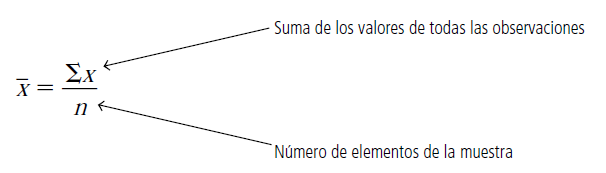 Suma de los valores de todas las observaciones
x̄ = Σx / n
Número de elementos de la muestra